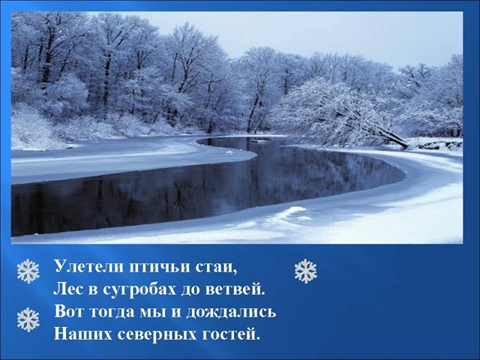 Улетели птичьи стаи,
Лес в сугробах до ветвей.
Вот тогда мы и дождались
Наших северных гостей.